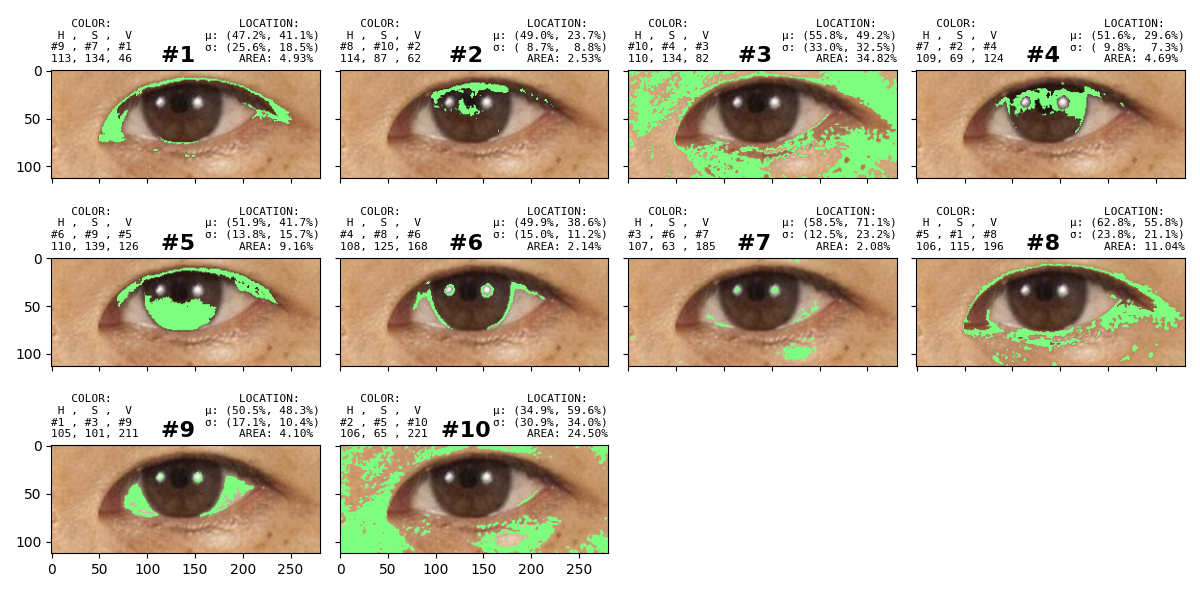 COLOR: LOCATION:
H , S , V μ: (47.2%, 41.1%)
#9 , #7 , #1 #1 σ: (25.6%, 18.5%)
113, 134, 46 AREA: 4.93%
COLOR: LOCATION:
H , S , V μ: (49.0%, 23.7%)
#8 , #10, #2 #2 σ: ( 8.7%, 8.8%)
114, 87 , 62 AREA: 2.53%
COLOR: LOCATION:
H , S , V μ: (55.8%, 49.2%)
#10, #4 , #3 #3 σ: (33.0%, 32.5%)
110, 134, 82 AREA: 34.82%
COLOR: LOCATION:
H , S , V μ: (51.6%, 29.6%)
#7 , #2 , #4 #4 σ: ( 9.8%, 7.3%)
109, 69 , 124 AREA: 4.69%
0
50
100
COLOR: LOCATION:
H , S , V μ: (51.9%, 41.7%)
#6 , #9 , #5 #5 σ: (13.8%, 15.7%)
110, 139, 126 AREA: 9.16%
COLOR: LOCATION:
H , S , V μ: (49.9%, 38.6%)
#4 , #8 , #6 #6 σ: (15.0%, 11.2%)
108, 125, 168 AREA: 2.14%
COLOR: LOCATION:
H , S , V μ: (58.5%, 71.1%)
#3 , #6 , #7 #7 σ: (12.5%, 23.2%)
107, 63 , 185 AREA: 2.08%
COLOR: LOCATION:
H , S , V μ: (62.8%, 55.8%)
#5 , #1 , #8 #8 σ: (23.8%, 21.1%)
106, 115, 196 AREA: 11.04%
0
50
100
COLOR: LOCATION:
H , S , V μ: (50.5%, 48.3%)
#1 , #3 , #9 #9 σ: (17.1%, 10.4%)
105, 101, 211 AREA: 4.10%
COLOR: LOCATION:
H , S , V μ: (34.9%, 59.6%)
#2 , #5 , #10 #10 σ: (30.9%, 34.0%)
106, 65 , 221 AREA: 24.50%
0
50
100
0 50 100 150 200 250
0 50 100 150 200 250